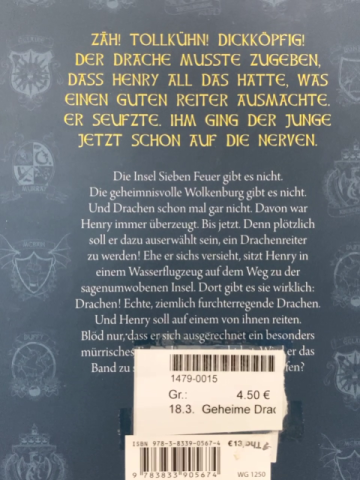 ZÄH! TOLLKÜHN! DICKKÖPFIG!
DER DRACHE MUSSTE ZUGEBEN,
DASS HENRY ALL DAS HATTE, WAS
EINEN GUTEN REITER AUSMACHTE.
ER SEUFZTE. IHM GING DER JUNGE
JETZT SCHON AUF DIE NERVEN.
Die Insel Sieben Feuer gibt es nicht.
Die geheimnisvolle Wolkenburg gibt es nicht.
Und Drachen schon mal gar nicht. Davon war
Henry immer überzeugt. Bis jetzt. Denn plötzlich
soll er dazu auserwählt sein, ein Drachenreiter
zu werden! Ehe er sichs versieht, sitzt Henry in
einem Wasserflugzeug auf dem Weg zu der
sagenumwobenen Insel. Dort gibt es sie wirklich:
Drachen! Echte, ziemlich furchterregende Drachen.
Und Henry soll auf einem von ihnen reiten.
Blöd nur, dass er sich ausgerechnet ein besonders
mürrisches er das
Band zu
1479-0015
Gr.: 4.50 €
18.3. Geheime Drac
ISBN 978-3-8339-0567-4
9 783833 905674
WG 1250